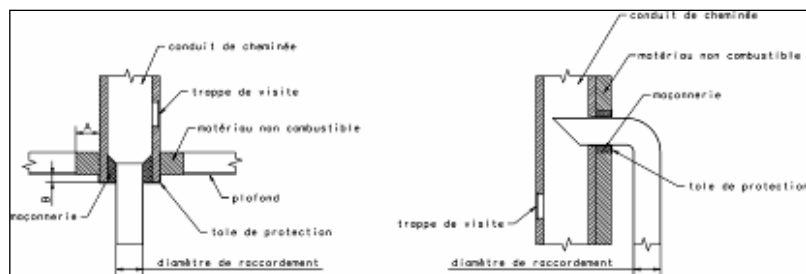 conduit de cheminée
trappe de visite
A
matériau non combustible
B
plafond
maçonnerie
tole de protection
diamètre de raccordement
conduit de cheminée
matériau non combustible
maçonnerie
tole de protection
trappe de visite
diamètre de raccordement